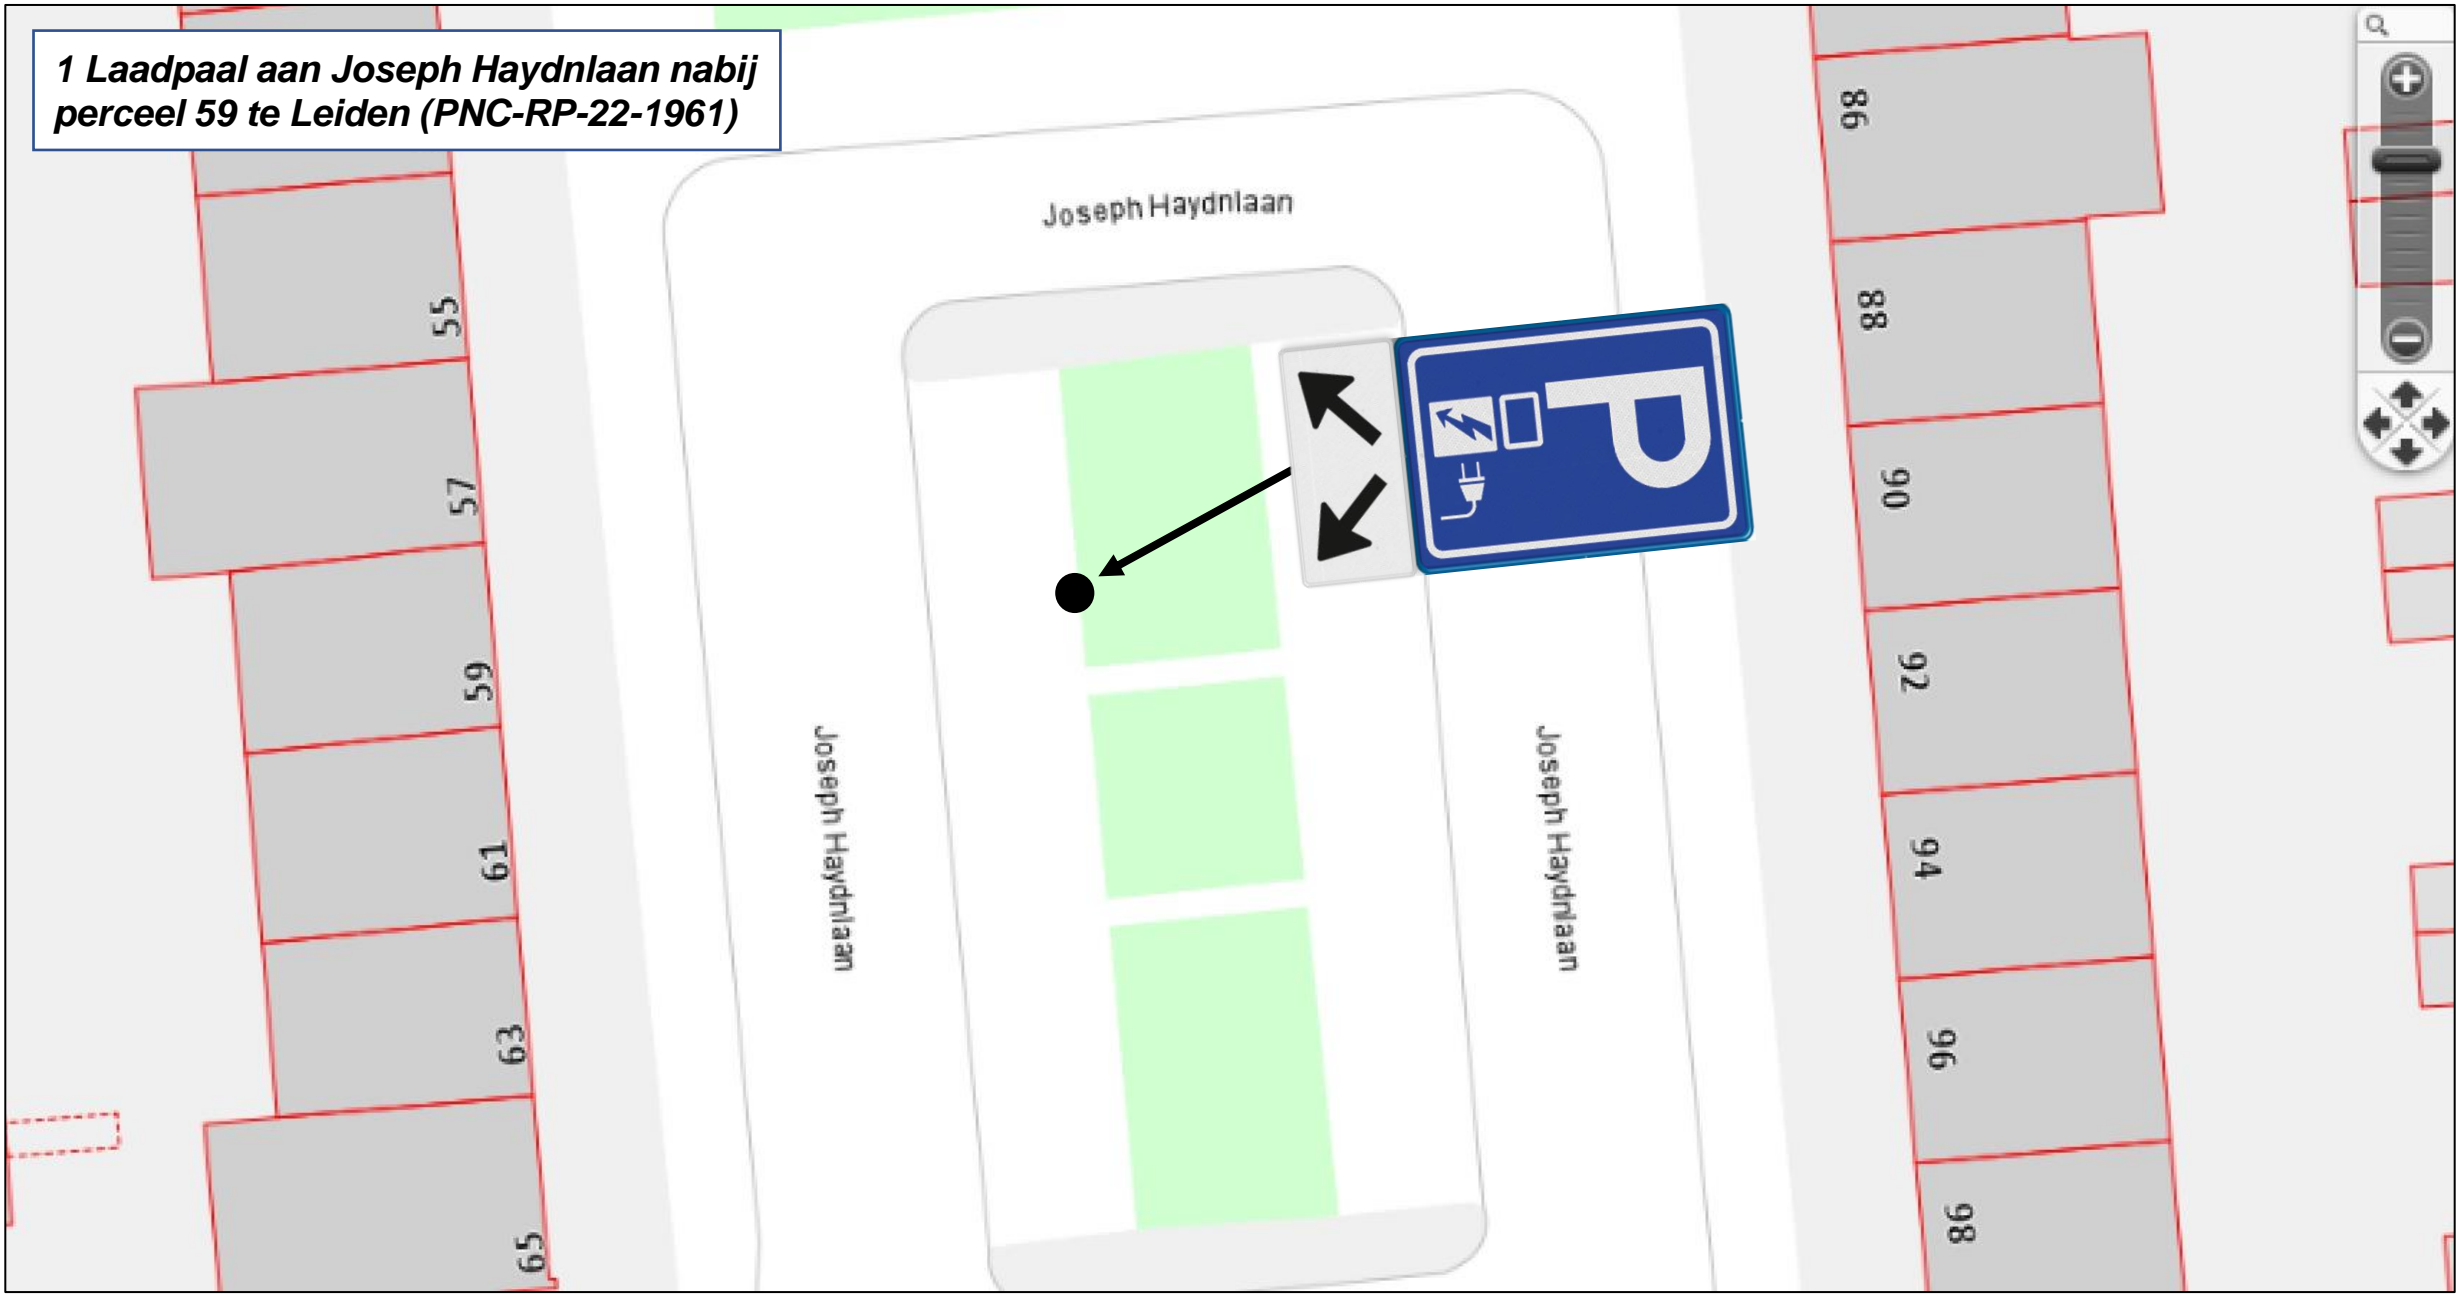 1 Laadpaal aan Joseph Haydnlaan nabij
perceel 59 te Leiden (PNC-RP-22-1961)
Joseph Haydnlaan
P
Joseph Haydnlaan
Joseph Haydnlaan
55
57
59
61
63
65
86
88
90
92
94
96
98